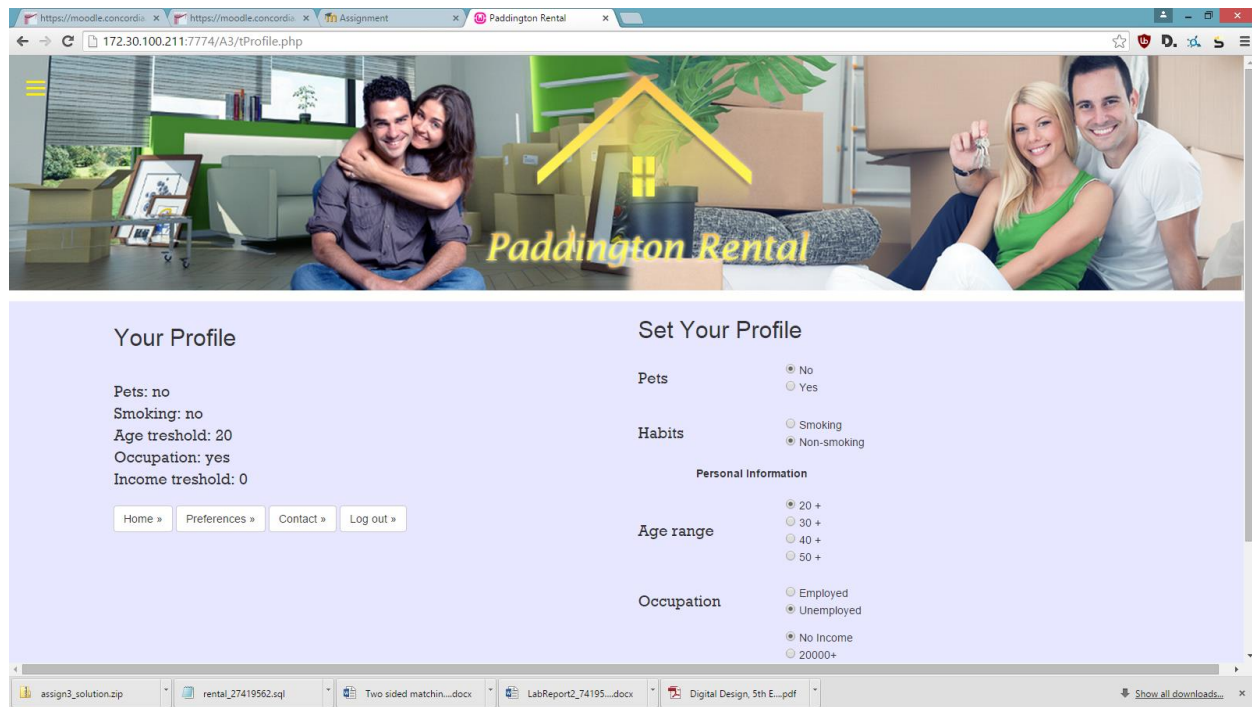 https://moodle.concordia
https://moodle.concordia
Assignment
Paddington Rental
172.30.100.211:7774/A3/tProfile.php
Paddington Rental
Your Profile
Pets: no
Smoking: no
Age treshold: 20
Occupation: yes
Income treshold: 0
Home »
Preferences »
Contact »
Log out »
Set Your Profile
Pets
No
Yes
Habits
Smoking
Non-smoking
Personal Information
Age range
20 +
30 +
40 +
50 +
Occupation
Employed
Unemployed
No Income
20000+
assign3_solution.zip
rental_27419562.sql
Two sided matchin....docx
LabReport2_74195....docx
Digital Design, 5th E....pdf
Show all downloads...